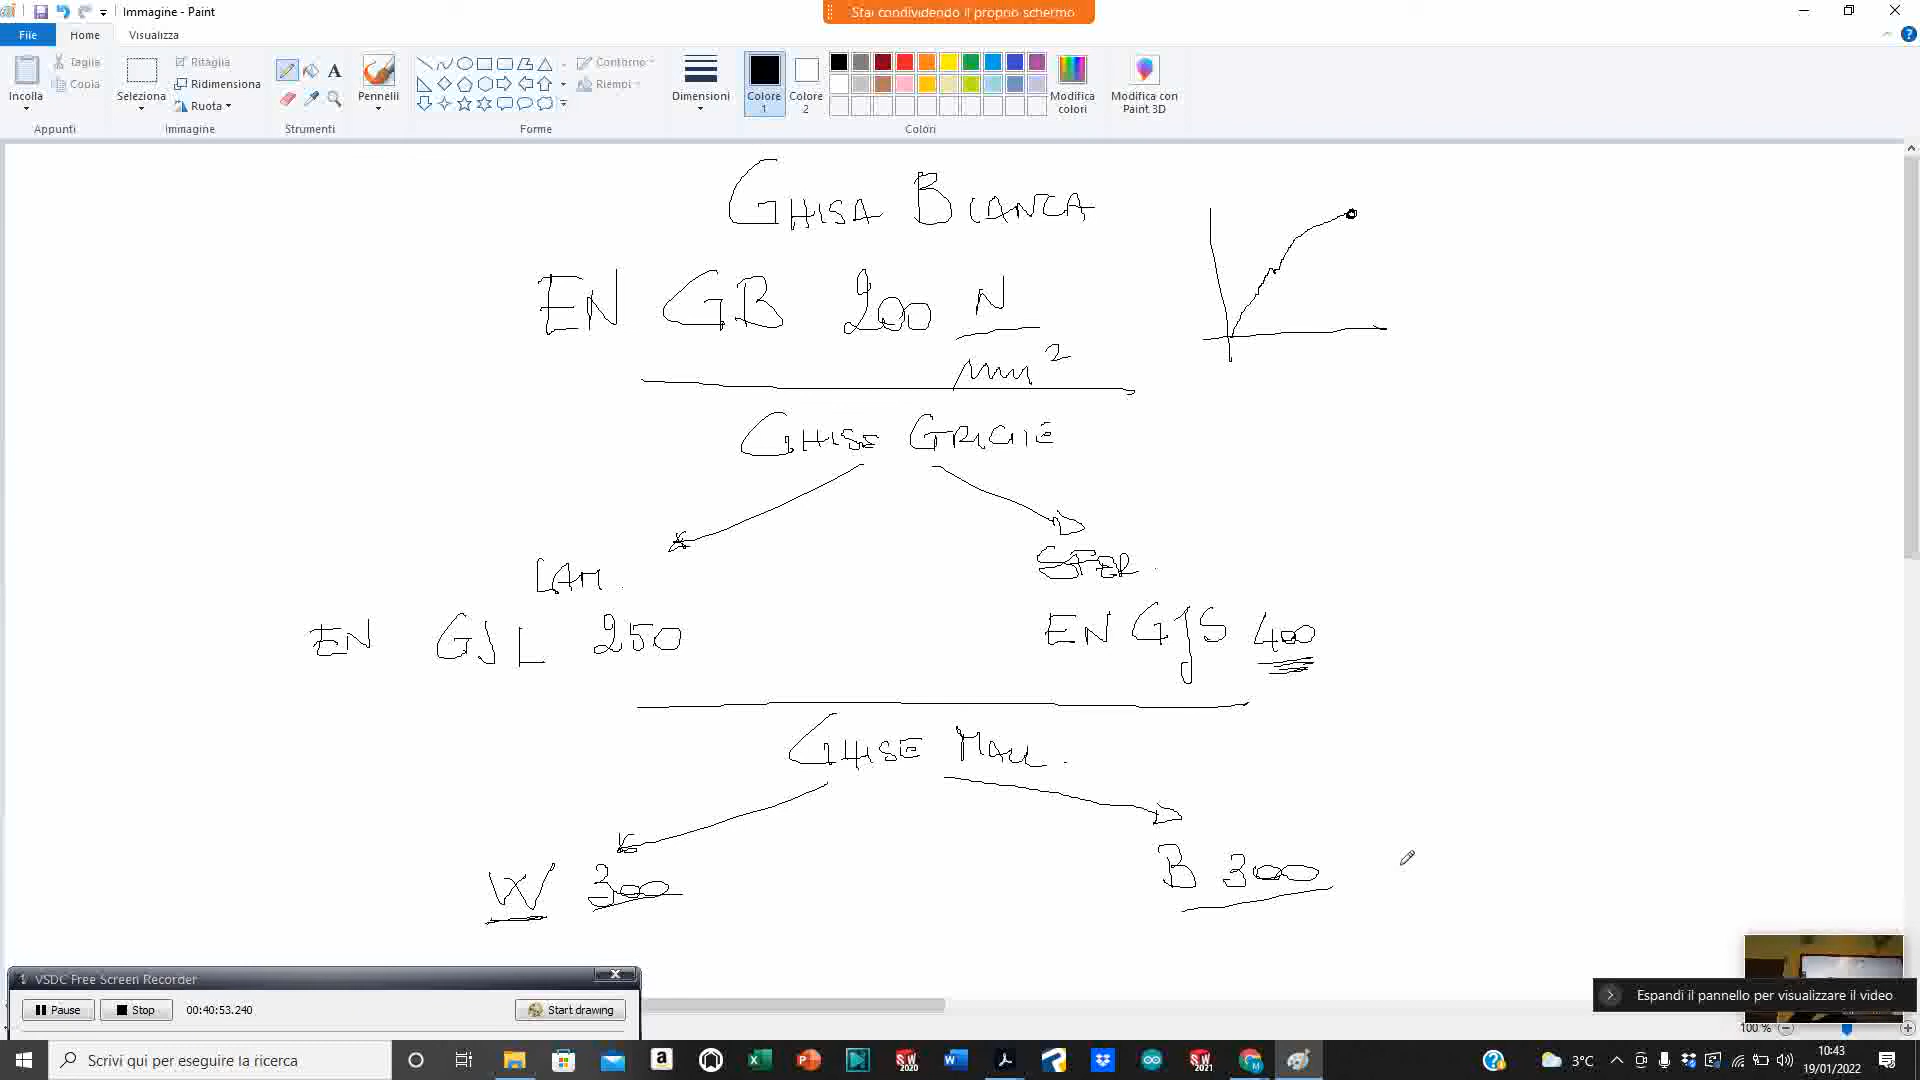 Immagine - Paint
Stai condividendo il proprio schermo
File Home Visualizza
Incolla
Taglia
Copia
Appunti
Seleziona
Ritaglia
Ridimensiona
Ruota
Immagine
Strumenti
Pennelli
Contorno
Riempi
Forme
Dimensioni
Colore 1
Colore 2
Colori
Modifica colori
Modifica con Paint 3D
GHISA BIANCA
EN GB 200 N
mm²
GHISE GRIGIE
LAM. SFER.
EN GJL 250 EN GJS 400
GHISE MALL.
W 300 B 300
VSDC Free Screen Recorder
Pause Stop 00:40:53.240 Start drawing
Espandi il pannello per visualizzare il video
100 %
Scrivi qui per eseguire la ricerca
SW 2020
SW 2021
3°C
10:43
19/01/2022